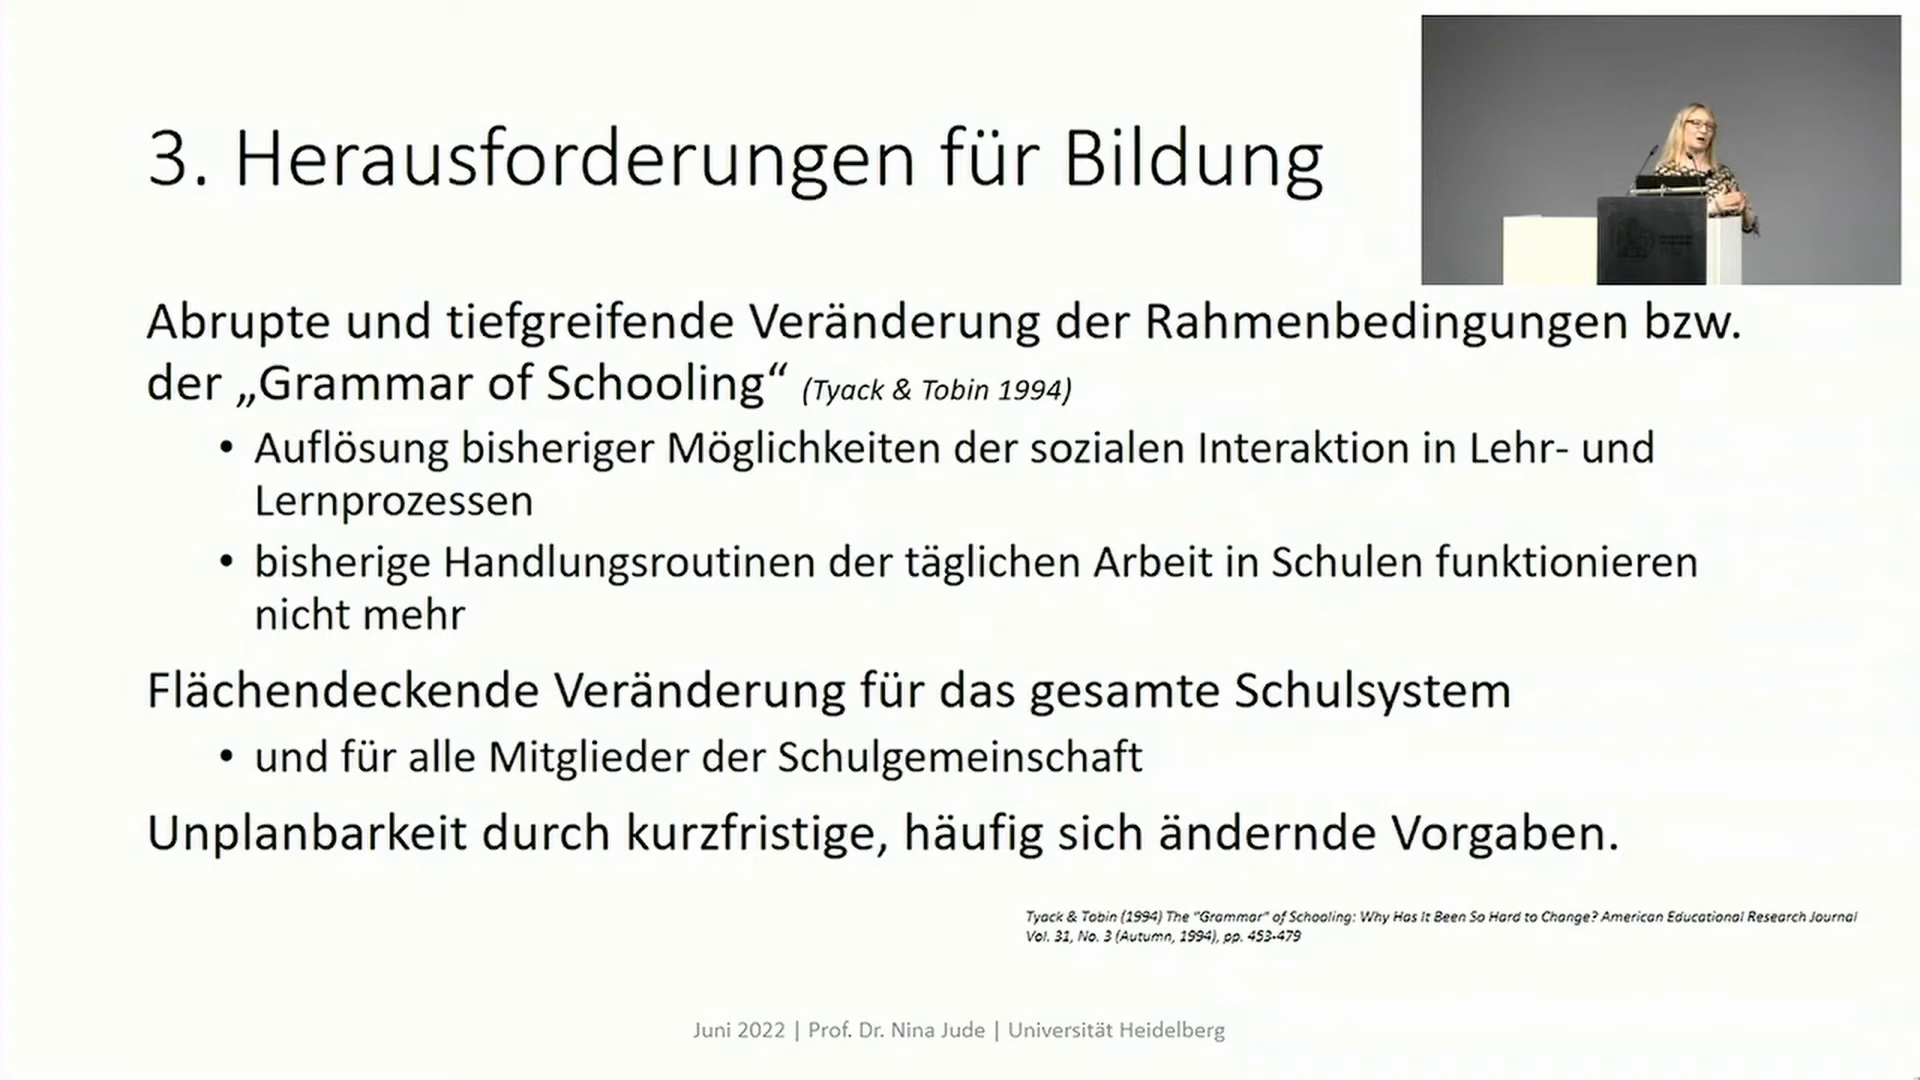 3. Herausforderungen für Bildung
Abrupte und tiefgreifende Veränderung der Rahmenbedingungen bzw.
der „Grammar of Schooling“ (Tyack & Tobin 1994)
• Auflösung bisheriger Möglichkeiten der sozialen Interaktion in Lehr- und
Lernprozessen
• bisherige Handlungsroutinen der täglichen Arbeit in Schulen funktionieren
nicht mehr
Flächendeckende Veränderung für das gesamte Schulsystem
• und für alle Mitglieder der Schulgemeinschaft
Unplanbarkeit durch kurzfristige, häufig sich ändernde Vorgaben.
Tyack & Tobin (1994) The "Grammar" of Schooling: Why Has It Been So Hard to Change? American Educational Research Journal
Vol. 31, No. 3 (Autumn, 1994), pp. 453-479
Juni 2022 | Prof. Dr. Nina Jude | Universität Heidelberg